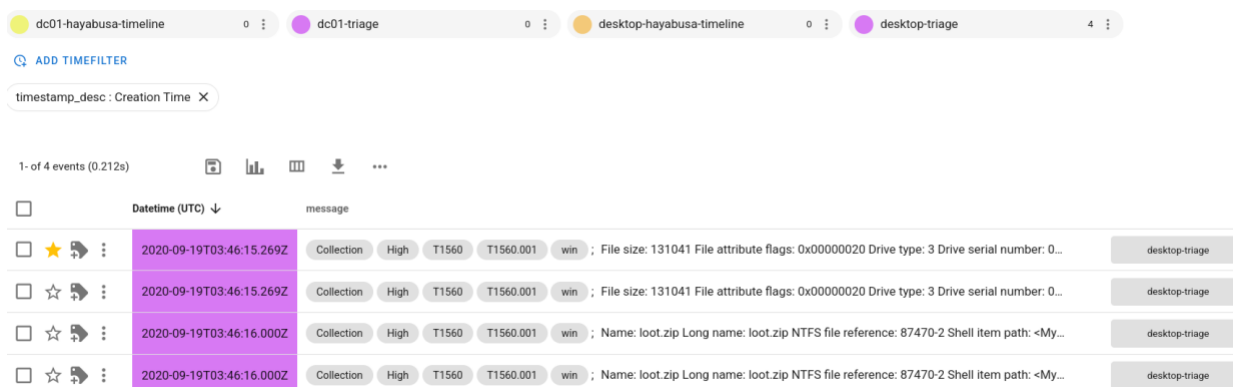 dc01-hayabusa-timeline 0 dc01-triage 0 desktop-hayabusa-timeline 0 desktop-triage 4
ADD TIMEFILTER
timestamp_desc : Creation Time
1- of 4 events (0.212s)
Datetime (UTC) message
2020-09-19T03:46:15.269Z Collection High T1560 T1560.001 win ; File size: 131041 File attribute flags: 0x00000020 Drive type: 3 Drive serial number: 0... desktop-triage
2020-09-19T03:46:15.269Z Collection High T1560 T1560.001 win ; File size: 131041 File attribute flags: 0x00000020 Drive type: 3 Drive serial number: 0... desktop-triage
2020-09-19T03:46:16.000Z Collection High T1560 T1560.001 win ; Name: loot.zip Long name: loot.zip NTFS file reference: 87470-2 Shell item path: <My... desktop-triage
2020-09-19T03:46:16.000Z Collection High T1560 T1560.001 win ; Name: loot.zip Long name: loot.zip NTFS file reference: 87470-2 Shell item path: <My... desktop-triage